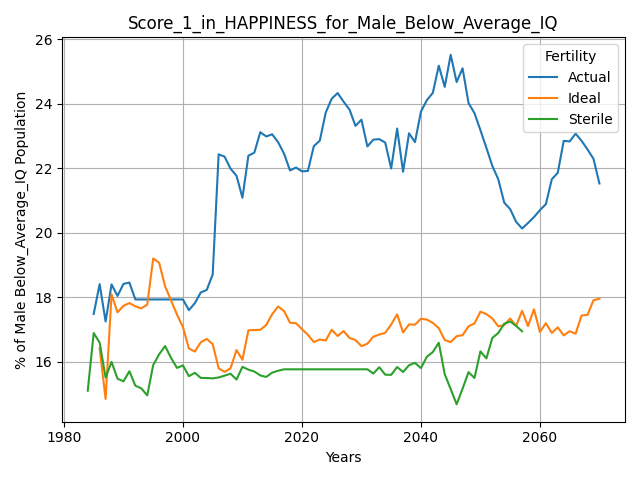 Score_1_in_HAPPINESS_for_Male_Below_Average_IQ
26
24
22
20
18
16
% of Male Below_Average_IQ Population
Fertility
Actual
Ideal
Sterile
1980
2000
2020
2040
2060
Years